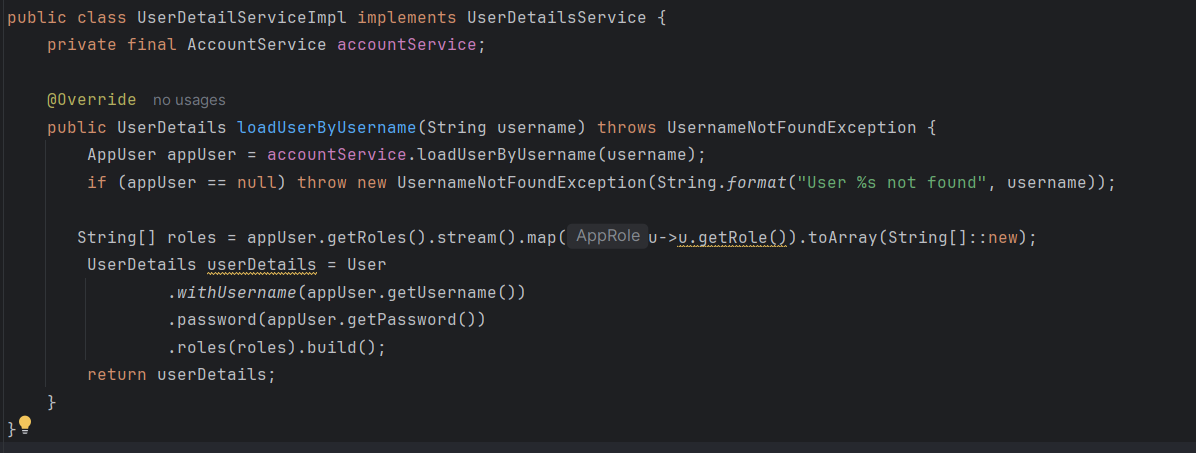 public class UserDetailServiceImpl implements UserDetailsService {
    private final AccountService accountService;

    @Override no usages
    public UserDetails loadUserByUsername(String username) throws UsernameNotFoundException {
        AppUser appUser = accountService.loadUserByUsername(username);
        if (appUser == null) throw new UsernameNotFoundException(String.format("User %s not found", username));

       String[] roles = appUser.getRoles().stream().map( AppRole u->u.getRole()).toArray(String[]::new);
        UserDetails userDetails = User
                .withUsername(appUser.getUsername())
                .password(appUser.getPassword())
                .roles(roles).build();
        return userDetails;
    }
}